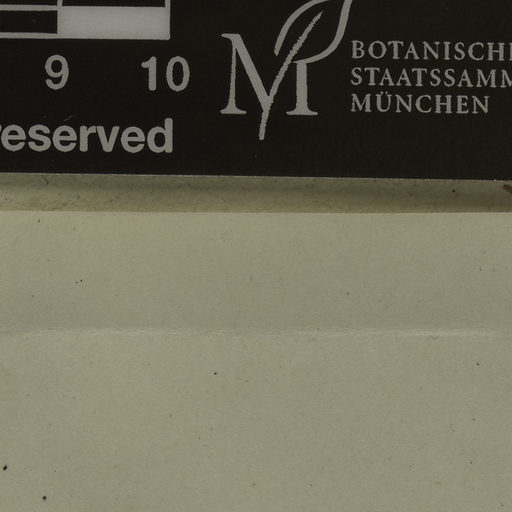 9 10
reserved
M
BOTANISCHE
STAATSSAMM
MÜNCHEN